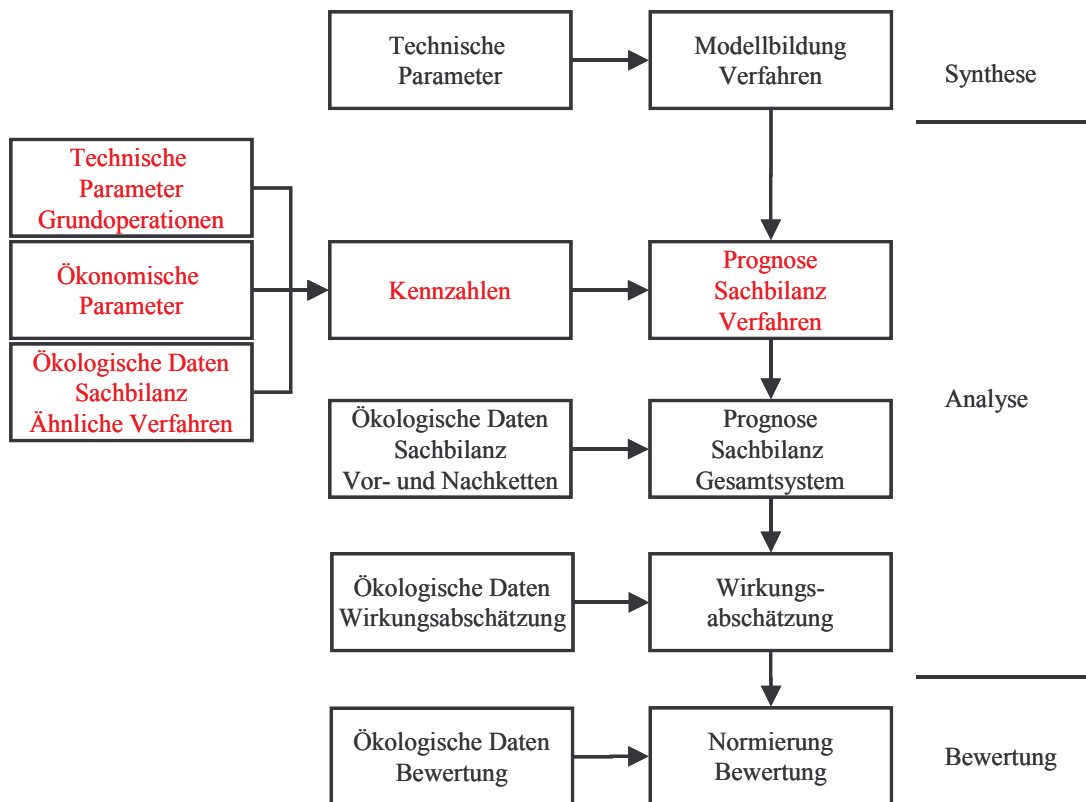 Technische
Parameter
Modellbildung
Verfahren
Synthese
Technische
Parameter
Grundoperationen
Ökonomische
Parameter
Ökologische Daten
Sachbilanz
Ähnliche Verfahren
Kennzahlen
Prognose
Sachbilanz
Verfahren
Ökologische Daten
Sachbilanz
Vor- und Nachketten
Prognose
Sachbilanz
Gesamtsystem
Analyse
Ökologische Daten
Wirkungsabschätzung
Wirkungs-
abschätzung
Ökologische Daten
Bewertung
Normierung
Bewertung
Bewertung